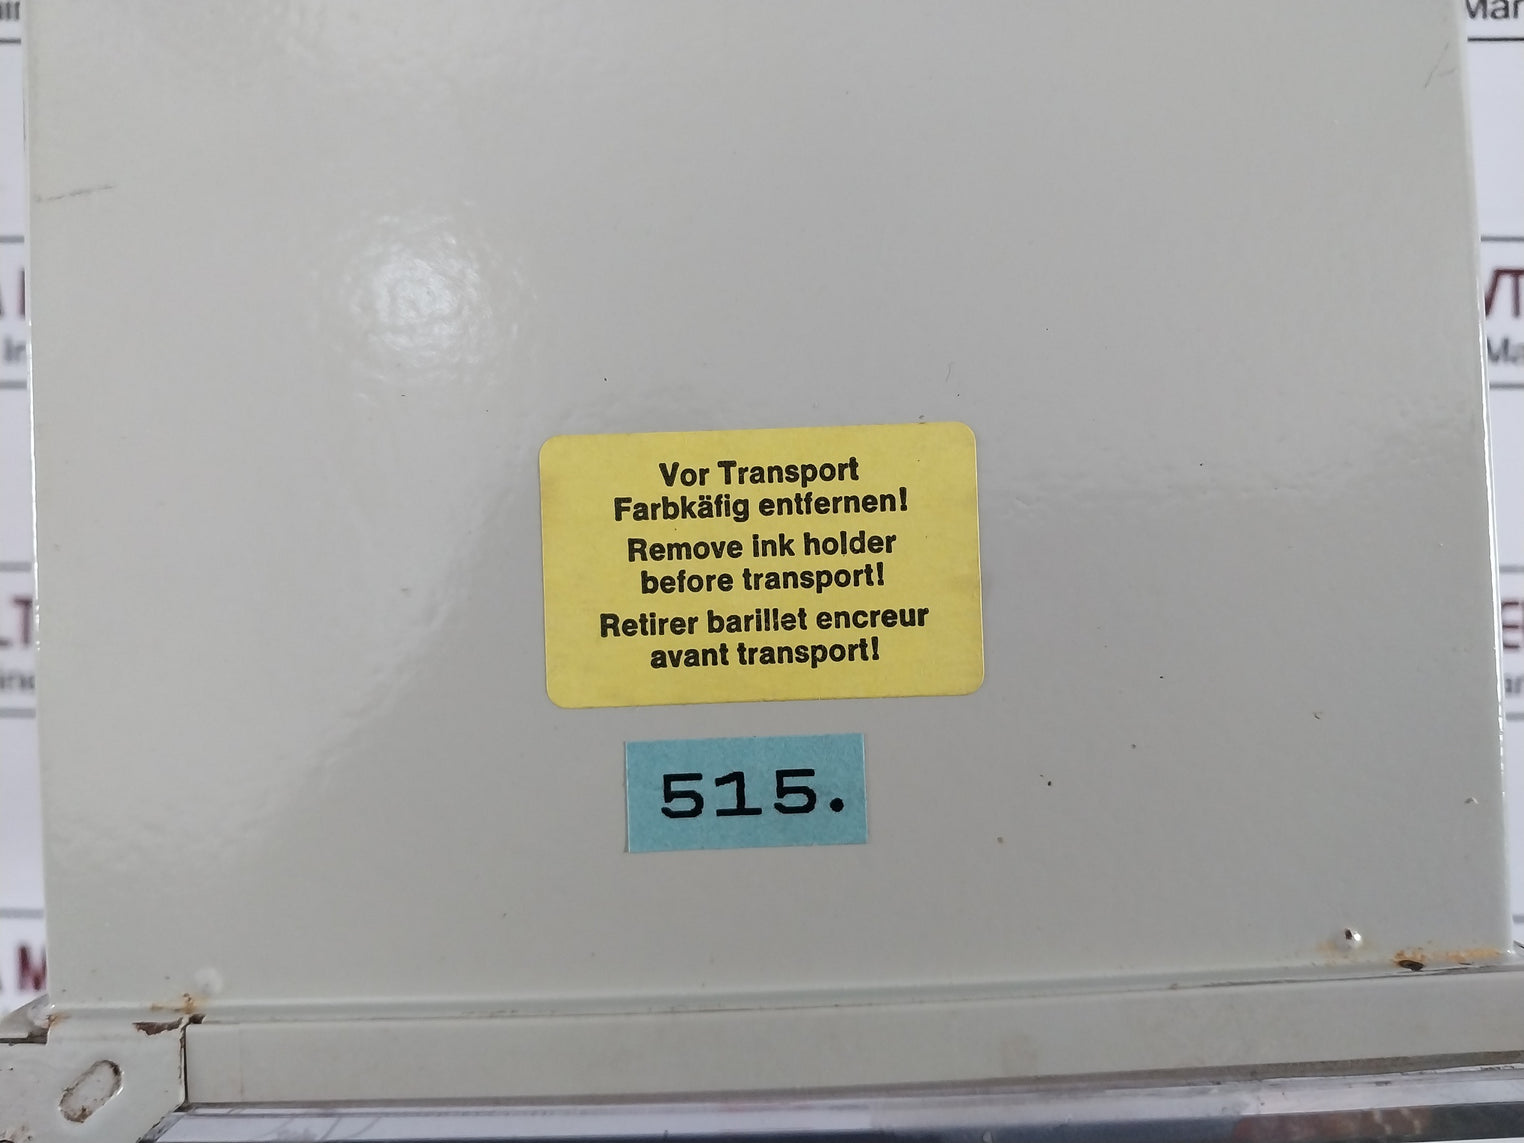 Vor Transport
Farbkäfig entfernen!
Remove ink holder
before transport!
Retirer barillet encreur
avant transport!
515.